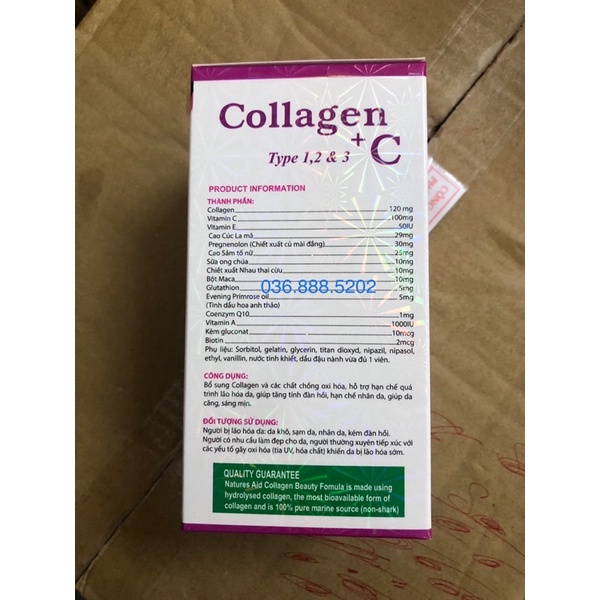 Collagen
+ C
Type 1,2 & 3
PRODUCT INFORMATION
THÀNH PHẦN:
Collagen 120 mg
Vitamin C 100mg
Vitamin E 50IU
Cao Cúc La mã 29mg
Pregnenolon (Chiết xuất củ mài đắng) 30mg
Cao Sâm tố nữ 25mg
Sữa ong chúa 10mg
Chiết xuất Nhau thai cừu 10mg
Bột Maca 10mg
Glutathion 5mg
036.888.5202
Evening Primrose oil 5mg
(Tinh dầu hoa anh thảo)
Coenzym Q10 1mg
Vitamin A 1000IU
Kẽm gluconat 10mcg
Biotin 2mcg
Phụ liệu: Sorbitol, gelatin, glycerin, titan dioxyd, nipazil, nipasol,
ethyl, vanillin, nước tinh khiết, dầu đậu nành vừa đủ 1 viên.
CÔNG DỤNG:
Bổ sung Collagen và các chất chống oxi hóa, hỗ trợ hạn chế quá
trình lão hóa da, giúp tăng tính đàn hồi, hạn chế nhăn da, giúp da
căng, sáng mịn.
ĐỐI TƯỢNG SỬ DỤNG:
Người bị lão hóa da: da khô, sạm da, nhăn da, kém đàn hồi.
Người có nhu cầu làm đẹp cho da, người thường xuyên tiếp xúc với
các yếu tố gây oxi hóa (tia UV, hóa chất) khiến da bị lão hóa sớm.
QUALITY GUARANTEE
Natures Aid Collagen Beauty Fomula is made using
hydrolysed collagen, the most bioavailable form of
collagen and is 100% pure marine source (non-shark)